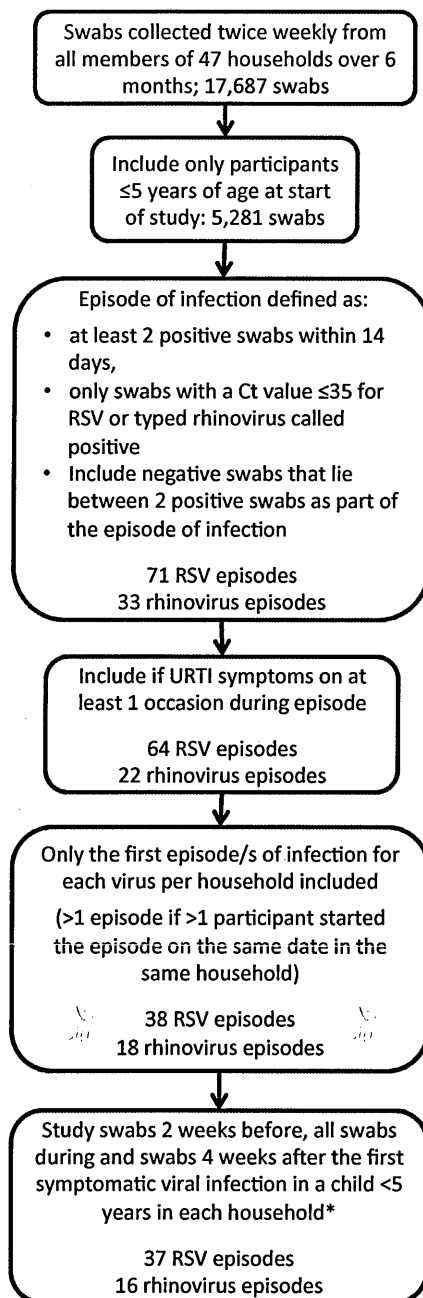 Swabs collected twice weekly from
all members of 47 households over 6
months; 17,687 swabs
Include only participants
≤5 years of age at start
of study: 5,281 swabs
Episode of infection defined as:
• at least 2 positive swabs within 14
days,
• only swabs with a Ct value ≤35 for
RSV or typed rhinovirus called
positive
• Include negative swabs that lie
between 2 positive swabs as part of
the episode of infection
71 RSV episodes
33 rhinovirus episodes
Include if URTI symptoms on at
least 1 occasion during episode
64 RSV episodes
22 rhinovirus episodes
Only the first episode/s of infection for
each virus per household included
(>1 episode if >1 participant started
the episode on the same date in the
same household)
38 RSV episodes
18 rhinovirus episodes
Study swabs 2 weeks before, all swabs
during and swabs 4 weeks after the first
symptomatic viral infection in a child <5
years in each household*
37 RSV episodes
16 rhinovirus episodes